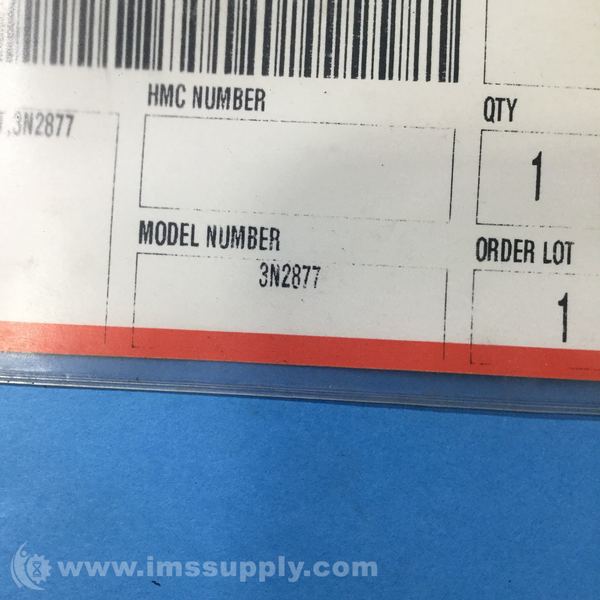 HMC NUMBER
QTY
,3N2877
1
MODEL NUMBER
ORDER LOT
3N2877
1
www.imssupply.com